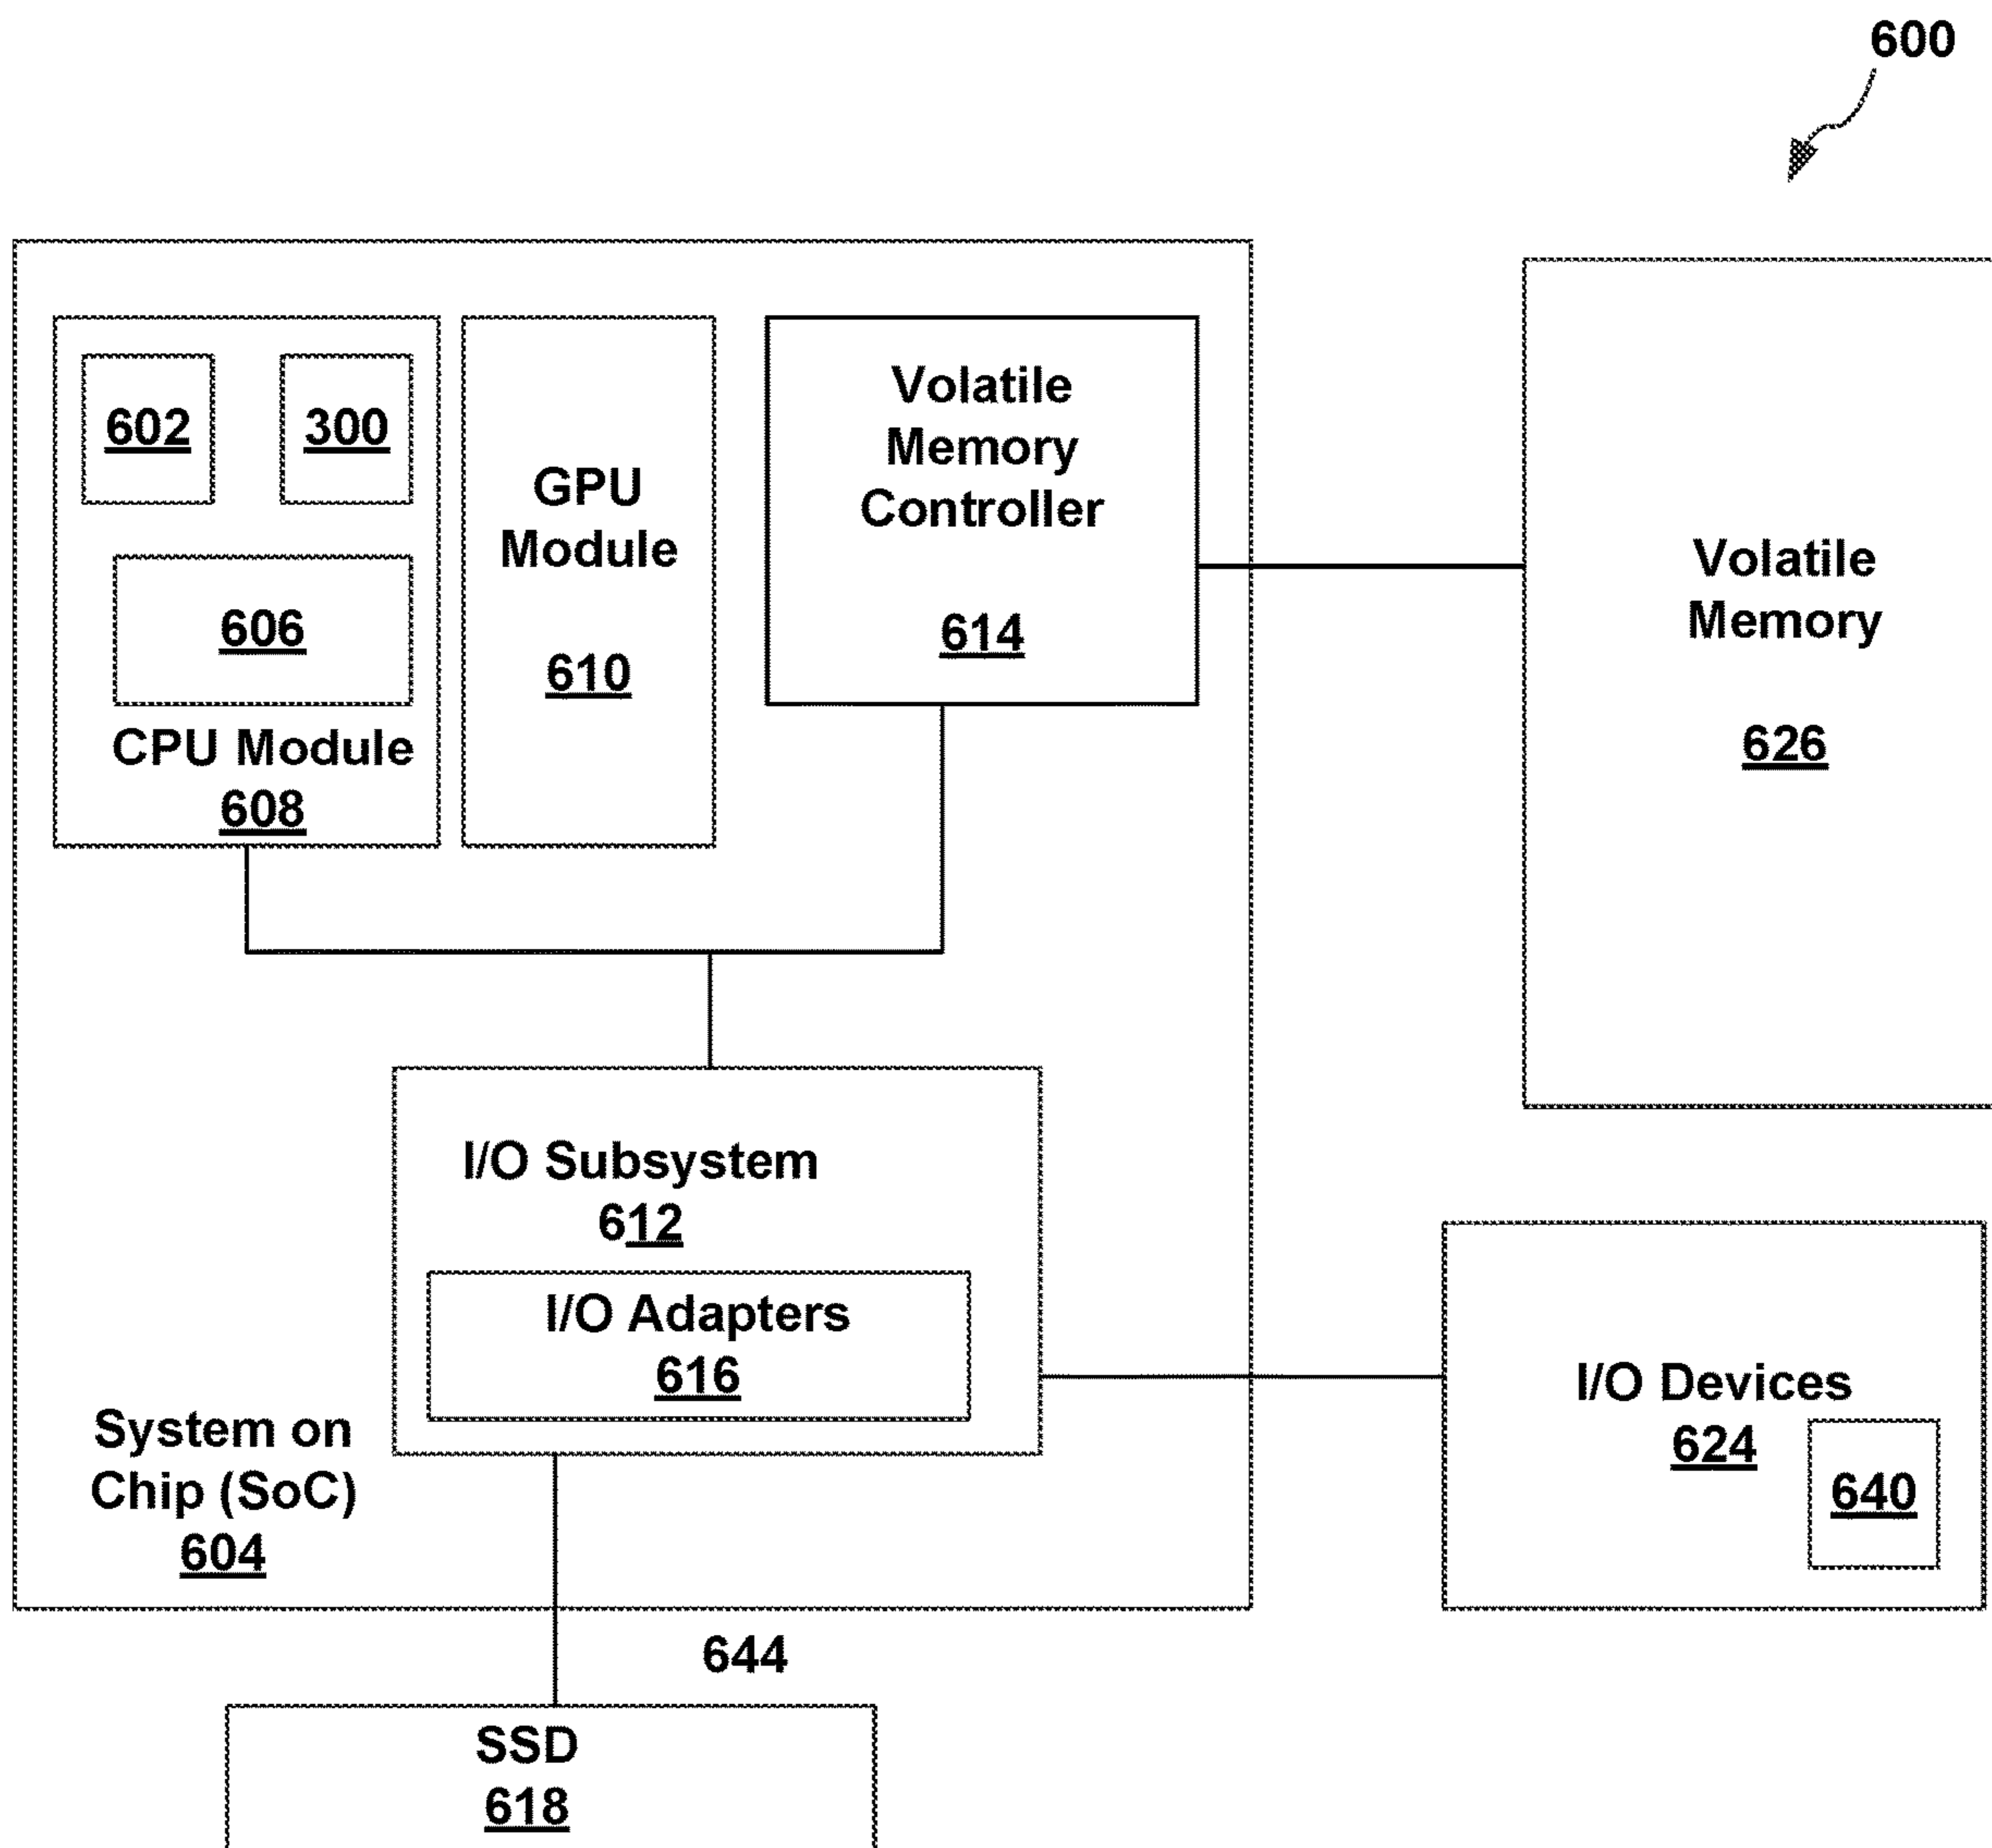 600
602
300
606
CPU Module
608
GPU
Module
610
Volatile
Memory
Controller
614
Volatile
Memory
626
I/O Subsystem
612
I/O Adapters
616
System on
Chip (SoC)
604
I/O Devices
624
640
644
SSD
618